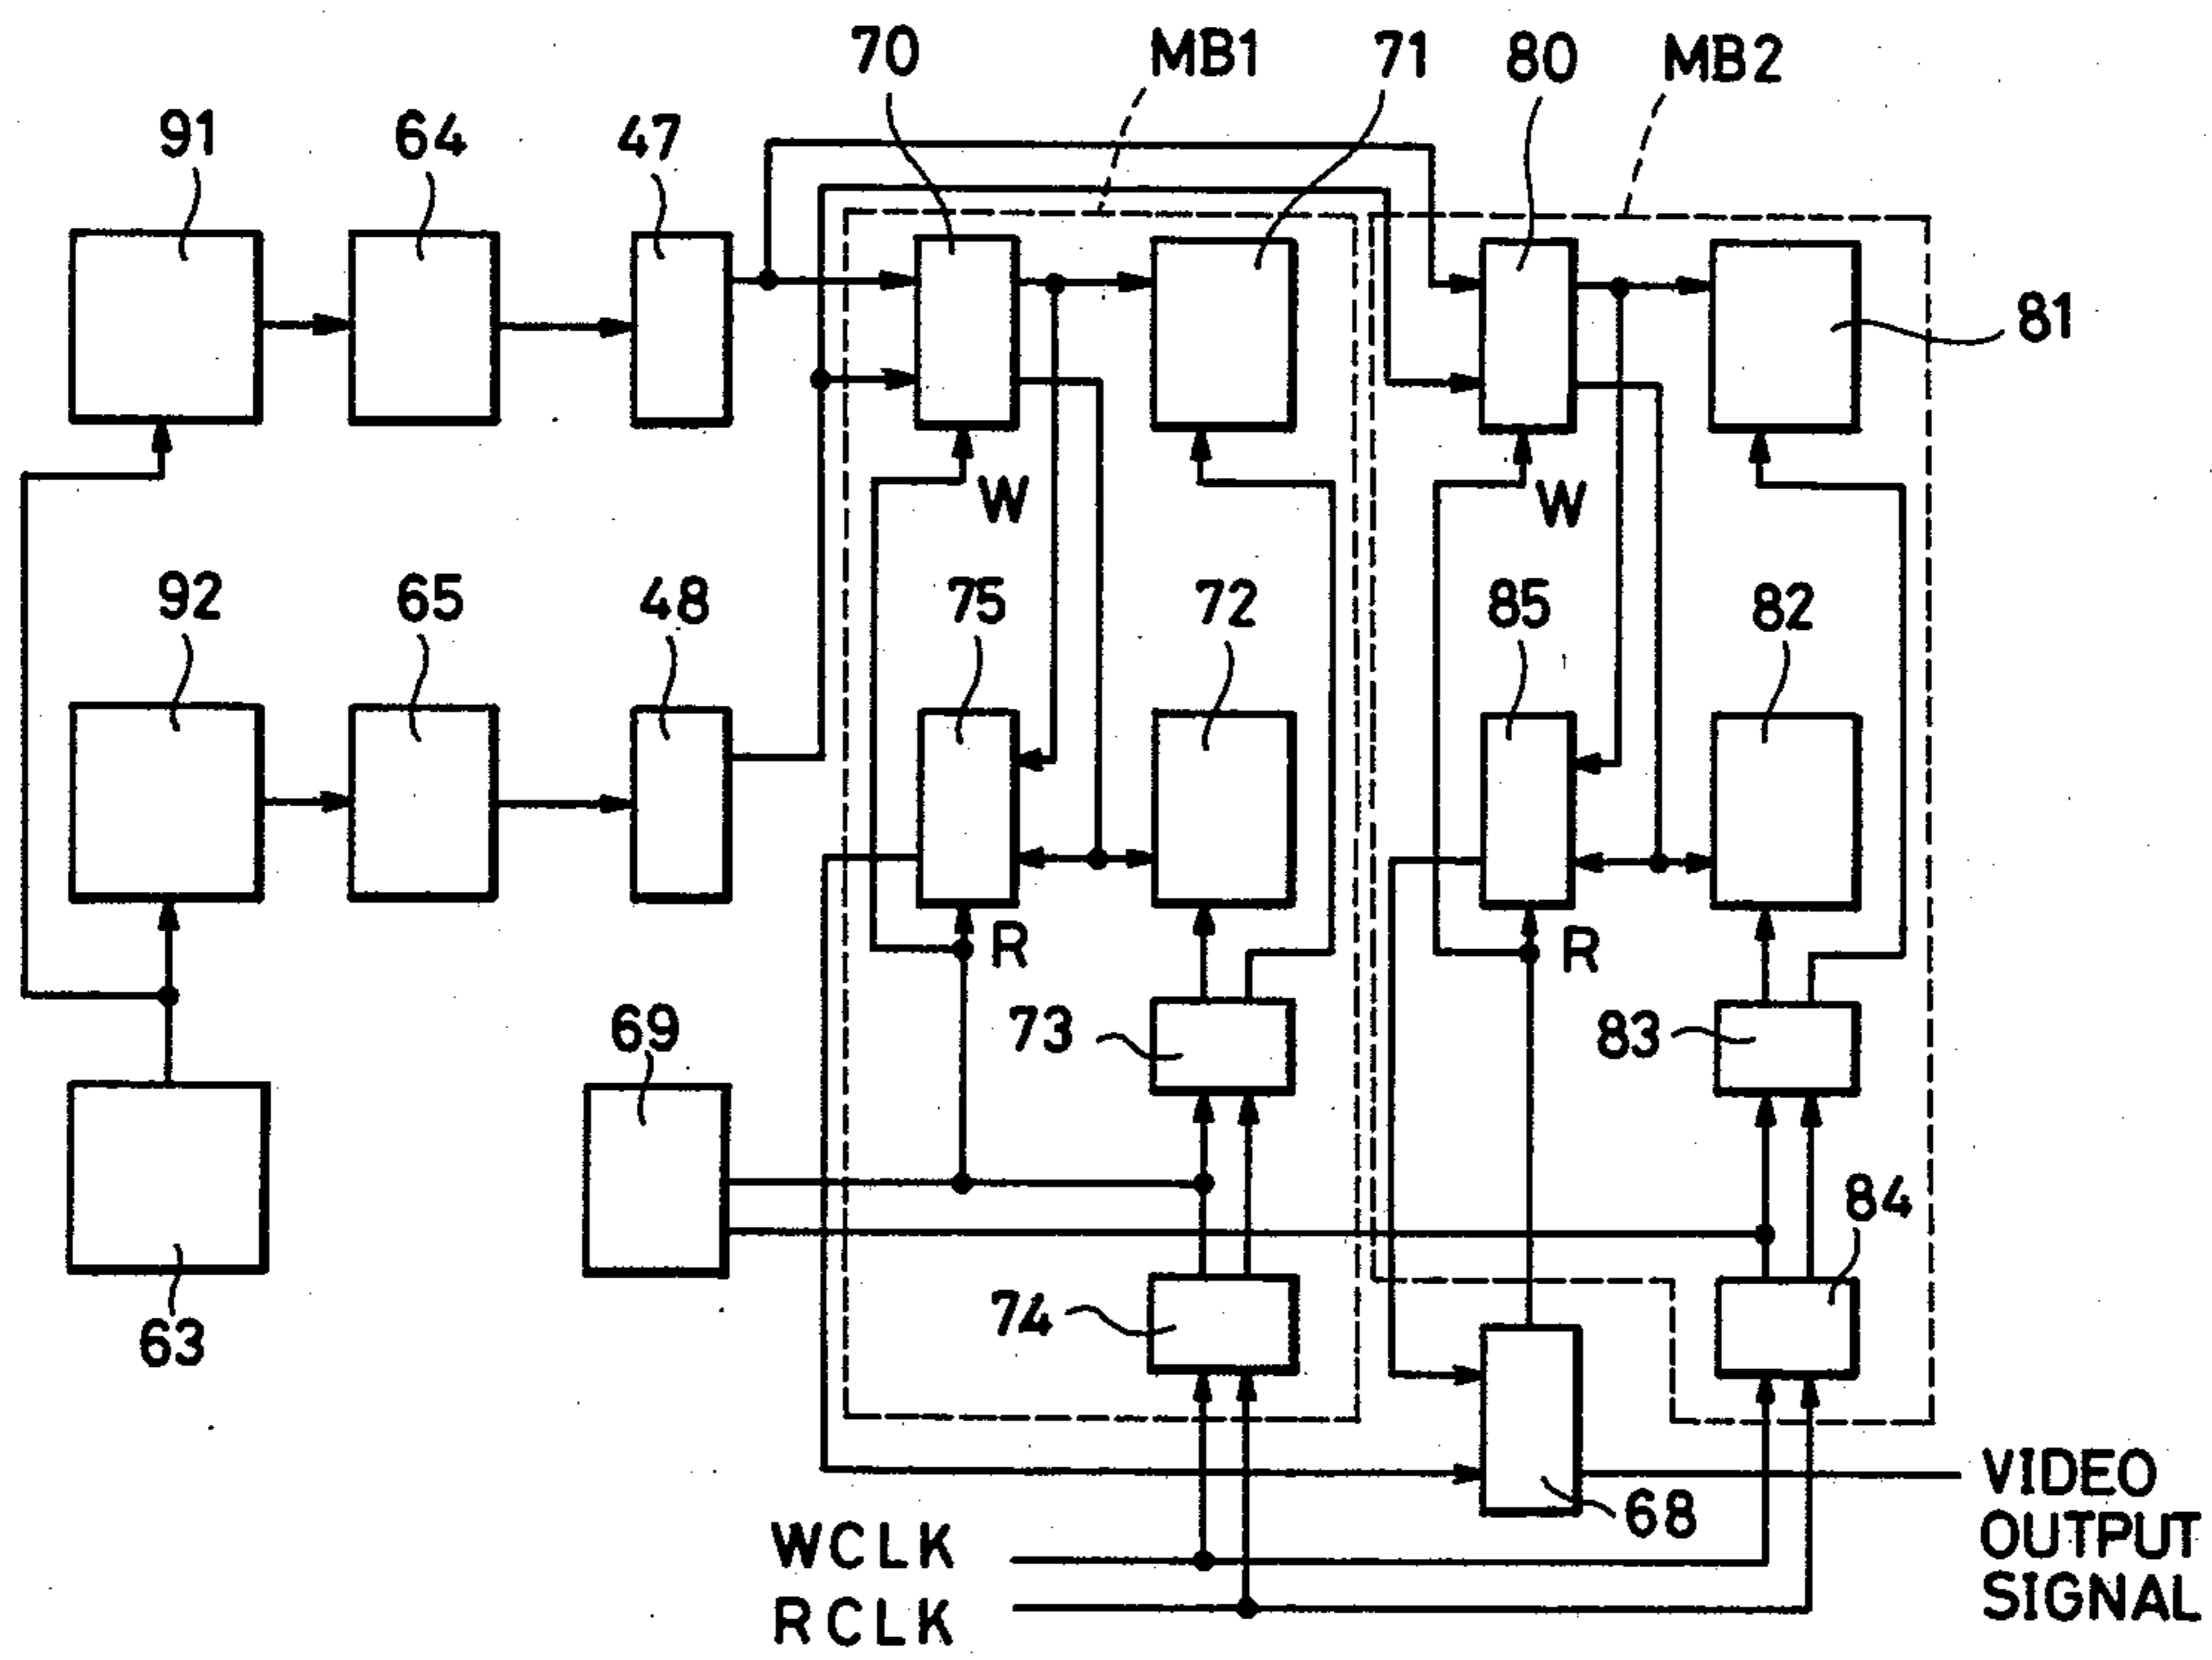 70 MB1 71 80 MB2
91 64 47
81
W W
92 65 48 75 72 85 82
R R
69 73 83
84
74
63
68
VIDEO
OUTPUT
SIGNAL
WCLK
RCLK